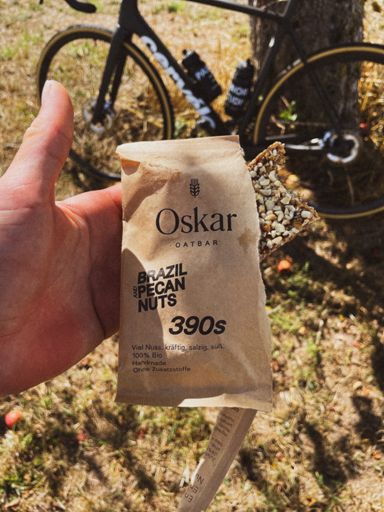 Oskar
OATBAR
BRAZIL
AND PECAN
NUTS
390s
Viel Nuss, kräftig, salzig, süß.
100% Bio
Handmade
Ohne Zusatzstoffe